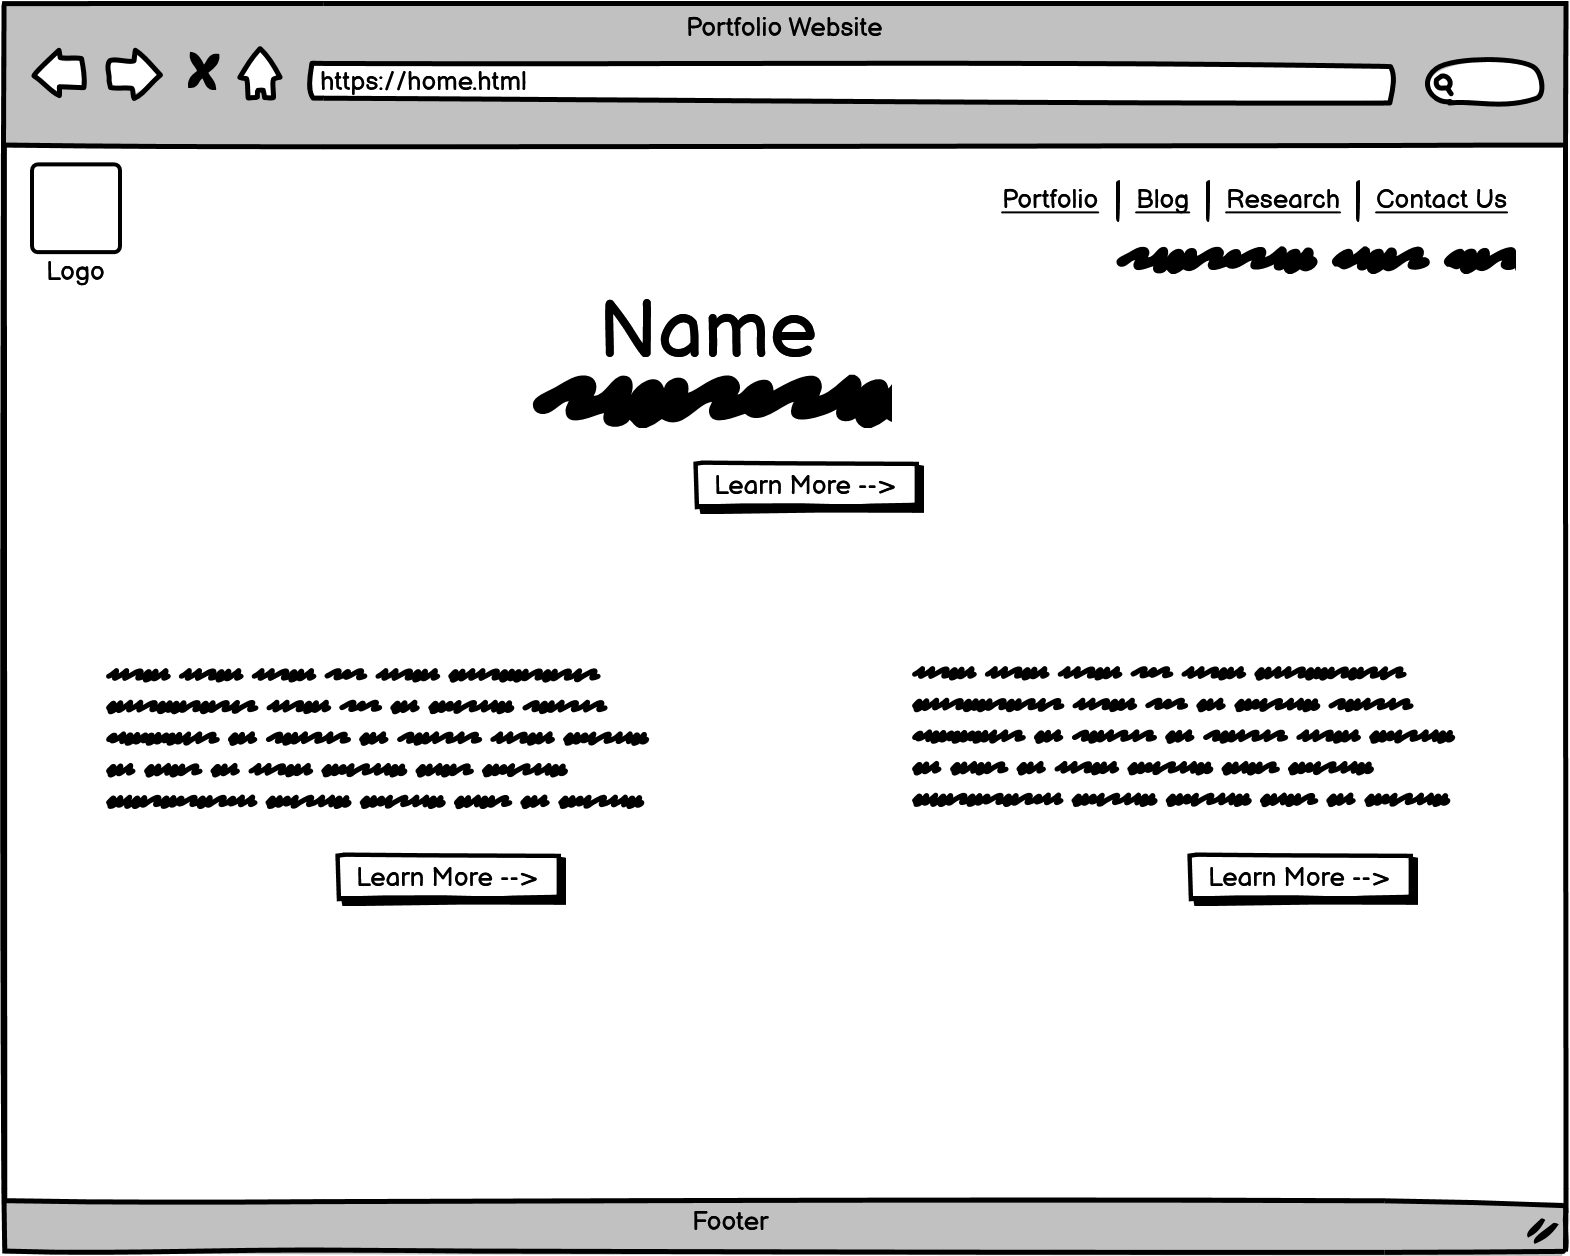 Portfolio Website
https://home.html
Portfolio | Blog | Research | Contact Us
Logo
Name
Learn More -->
Learn More -->
Learn More -->
Footer